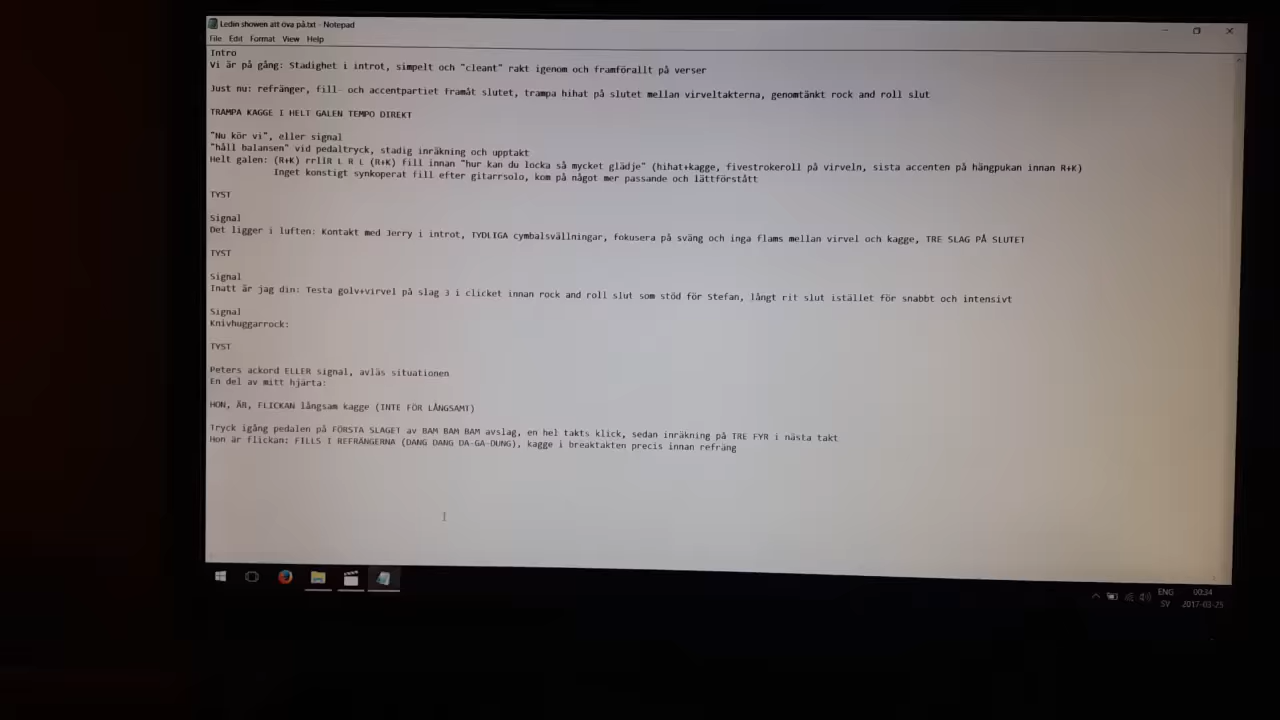 Ledin showen att öva på.txt - Notepad
File Edit Format View Help
Intro
Vi är på gång: Stadighet i introt, simpelt och "cleant" rakt igenom och framförallt på verser
Just nu: refränger, fill- och accentpartiet framåt slutet, trampa hihat på slutet mellan virveltakterna, genomtänkt rock and roll slut
TRAMPA KAGGE I HELT GALEN TEMPO DIREKT
"Nu kör vi", eller signal
"håll balansen" vid pedaltryck, stadig inräkning och upptakt
Helt galen: (R+K) rrllR L R L (R+K) fill innan "hur kan du locka så mycket glädje" (hihat+kagge, fivestrokeroll på virveln, sista accenten på hängpukan innan R+K)
Inget konstigt synkoperat fill efter gitarrsolo, kom på något mer passande och lättförstått
TYST
Signal
Det ligger i luften: Kontakt med Jerry i introt, TYDLIGA cymbalsvällningar, fokusera på sväng och inga flams mellan virvel och kagge, TRE SLAG PÅ SLUTET
TYST
Signal
Inatt är jag din: Testa golv+virvel på slag 3 i clicket innan rock and roll slut som stöd för Stefan, långt rit slut istället för snabbt och intensivt
Signal
Knivhuggarrock:
TYST
Peters ackord ELLER signal, avläs situationen
En del av mitt hjärta:
HON, ÄR, FLICKAN långsam kagge (INTE FÖR LÅNGSAMT)
Tryck igång pedalen på FÖRSTA SLAGET av BAM BAM BAM avslag, en hel takts klick, sedan inräkning på TRE FYR i nästa takt
Hon är flickan: FILLS I REFRÄNGERNA (DANG DANG DA-GA-DUNG), kagge i breaktakten precis innan refräng
ENG 00:34
SV 2017-03-25